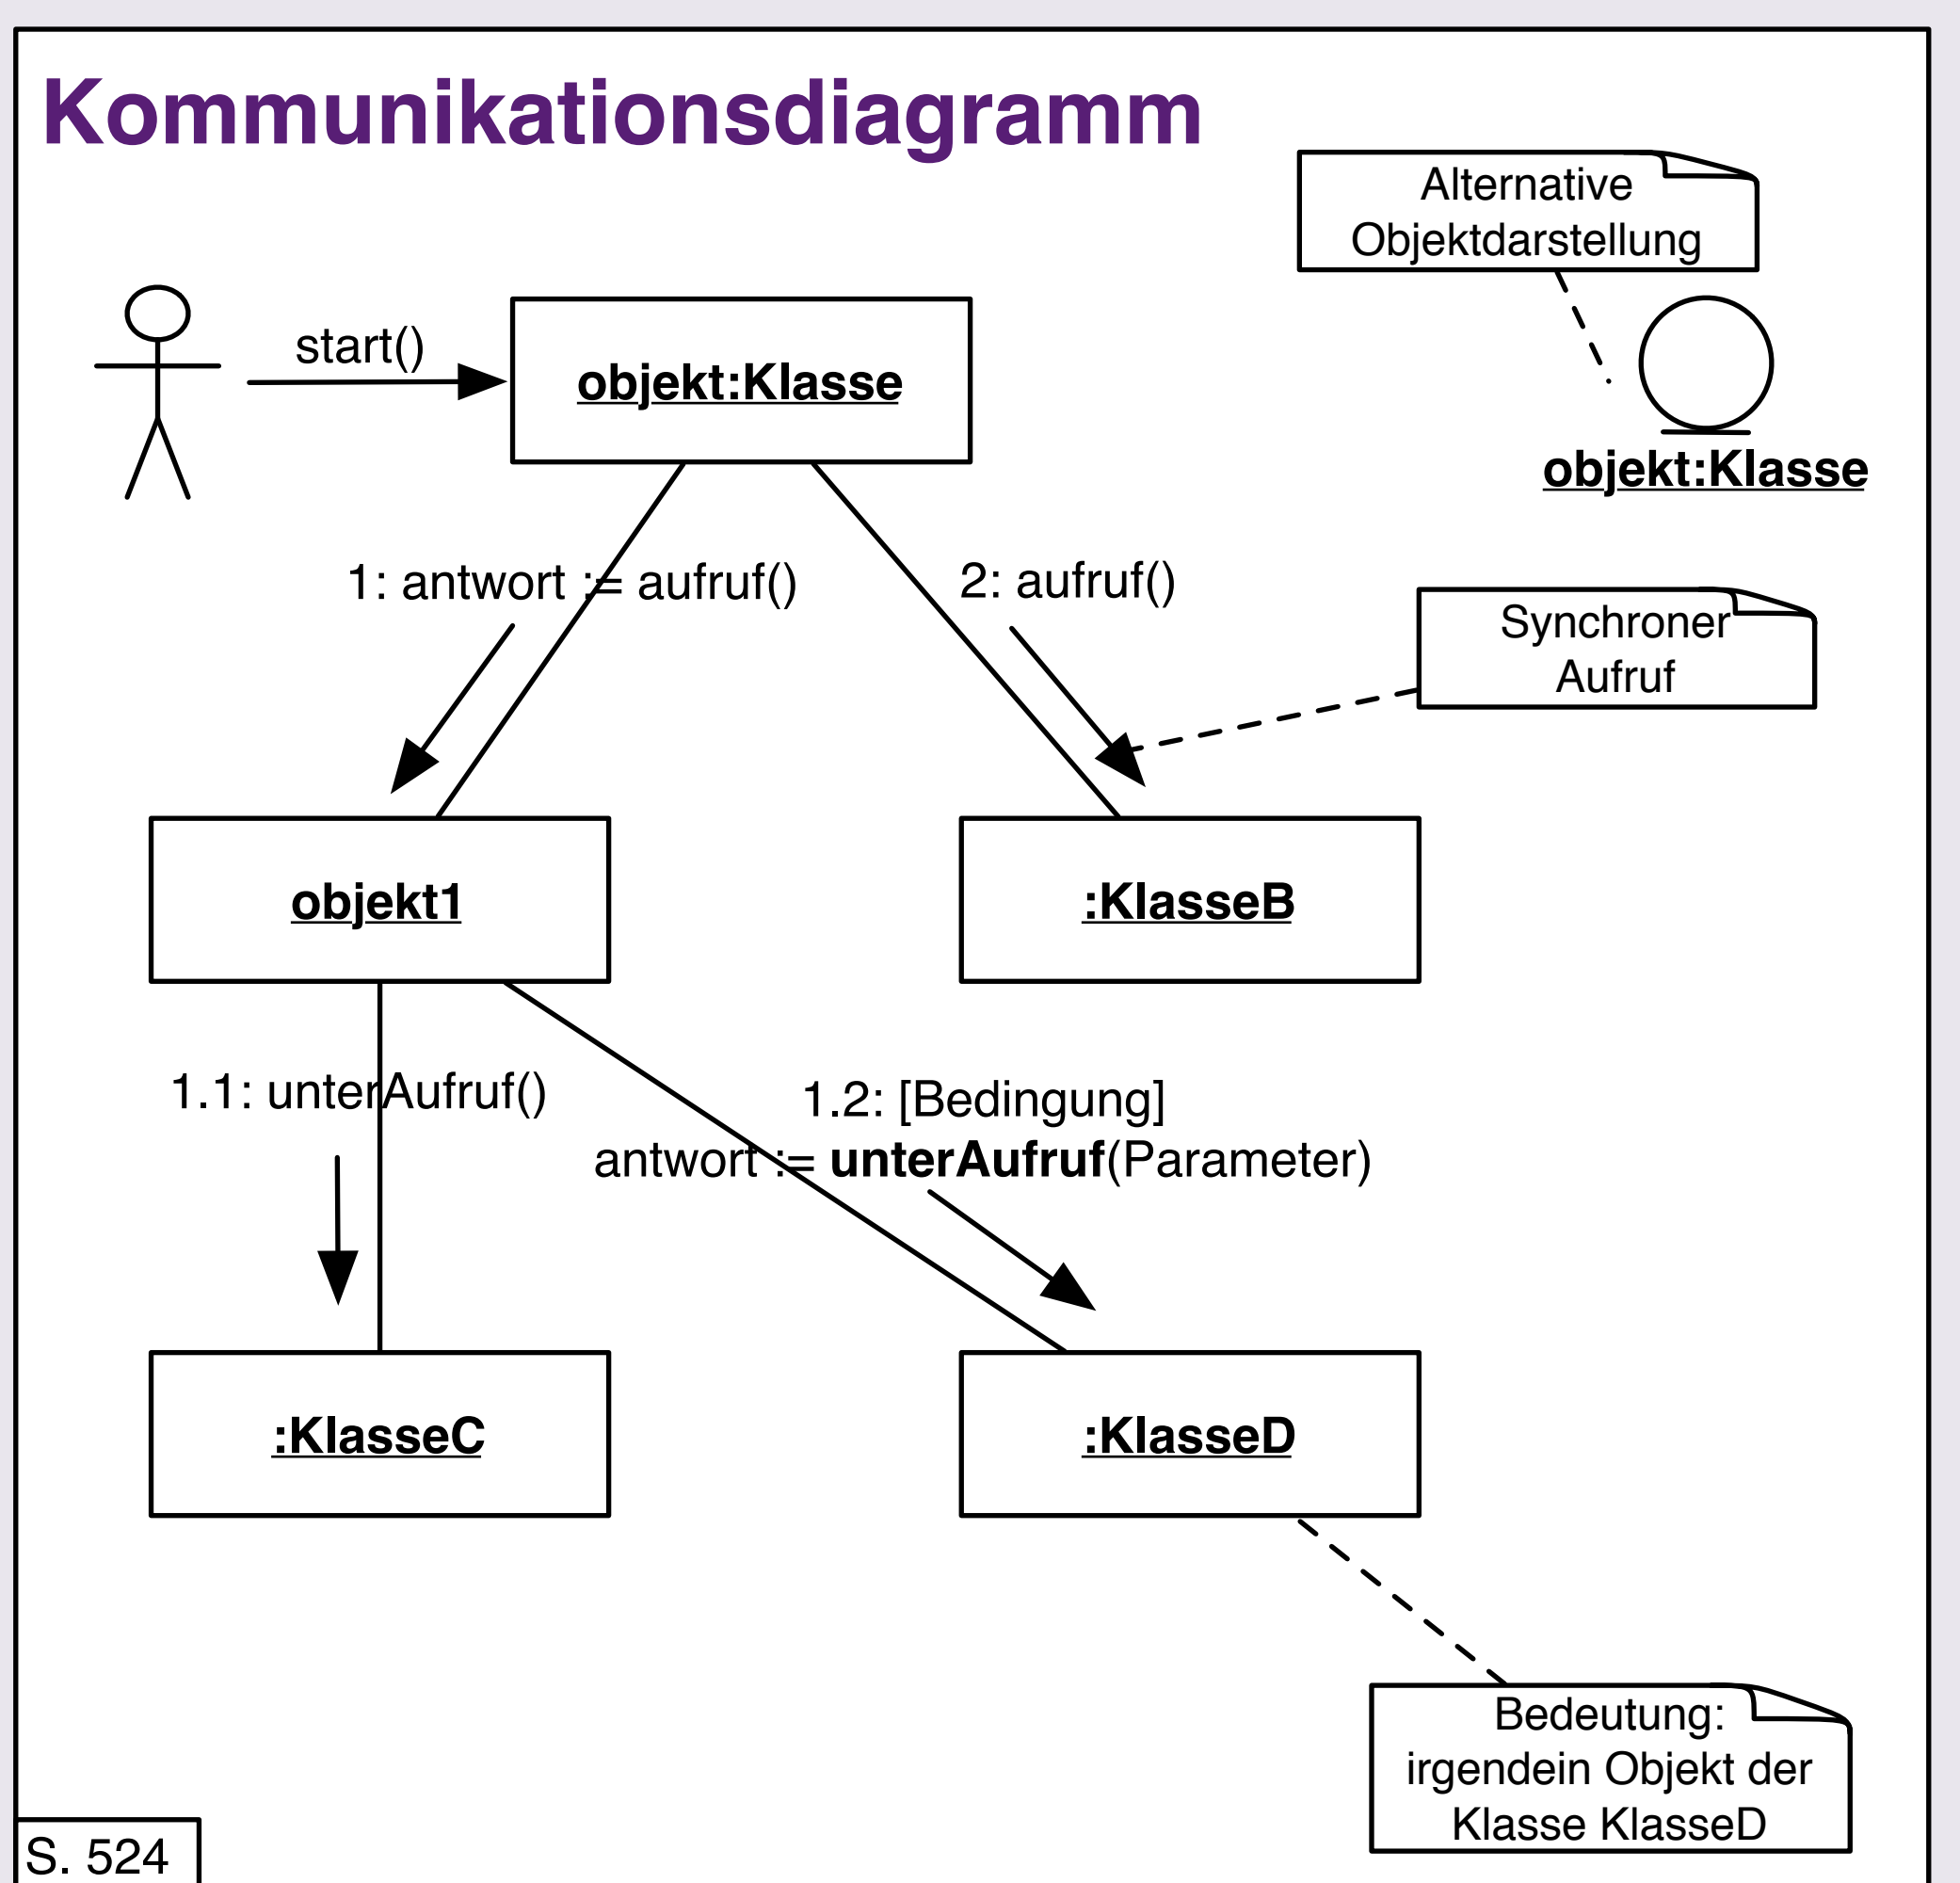 Kommunikationsdiagramm
Alternative
Objektdarstellung
start()
objekt:Klasse
objekt:Klasse
1: antwort := aufruf()
2: aufruf()
Synchroner
Aufruf
objekt1
:KlasseB
1.1: unterAufruf()
1.2: [Bedingung]
antwort := unterAufruf(Parameter)
:KlasseC
:KlasseD
Bedeutung:
irgendein Objekt der
Klasse KlasseD
S. 524